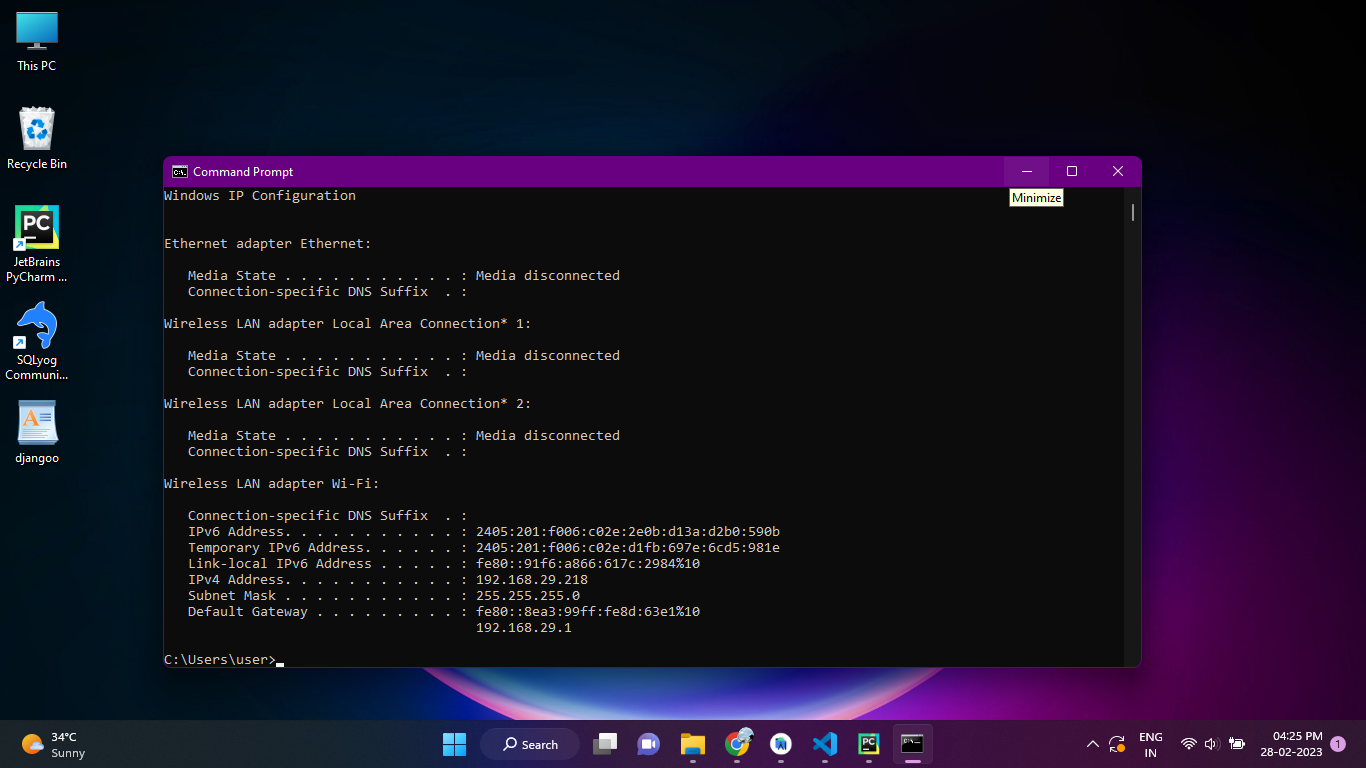 This PC
Recycle Bin
PC
JetBrains
PyCharm ...
SQLyog
Communi...
djangoo
Command Prompt
Minimize
Windows IP Configuration
Ethernet adapter Ethernet:
Media State . . . . . . . . . . . : Media disconnected
Connection-specific DNS Suffix  . :
Wireless LAN adapter Local Area Connection* 1:
Media State . . . . . . . . . . . : Media disconnected
Connection-specific DNS Suffix  . :
Wireless LAN adapter Local Area Connection* 2:
Media State . . . . . . . . . . . : Media disconnected
Connection-specific DNS Suffix  . :
Wireless LAN adapter Wi-Fi:
Connection-specific DNS Suffix  . :
IPv6 Address. . . . . . . . . . . : 2405:201:f006:c02e:2e0b:d13a:d2b0:590b
Temporary IPv6 Address. . . . . . : 2405:201:f006:c02e:d1fb:697e:6cd5:981e
Link-local IPv6 Address . . . . . : fe80::91f6:a866:617c:2984%10
IPv4 Address. . . . . . . . . . . : 192.168.29.218
Subnet Mask . . . . . . . . . . . : 255.255.255.0
Default Gateway . . . . . . . . . : fe80::8ea3:99ff:fe8d:63e1%10
192.168.29.1
C:\Users\user>
34°C
Sunny
Search
PC
ENG
IN
04:25 PM
28-02-2023
1